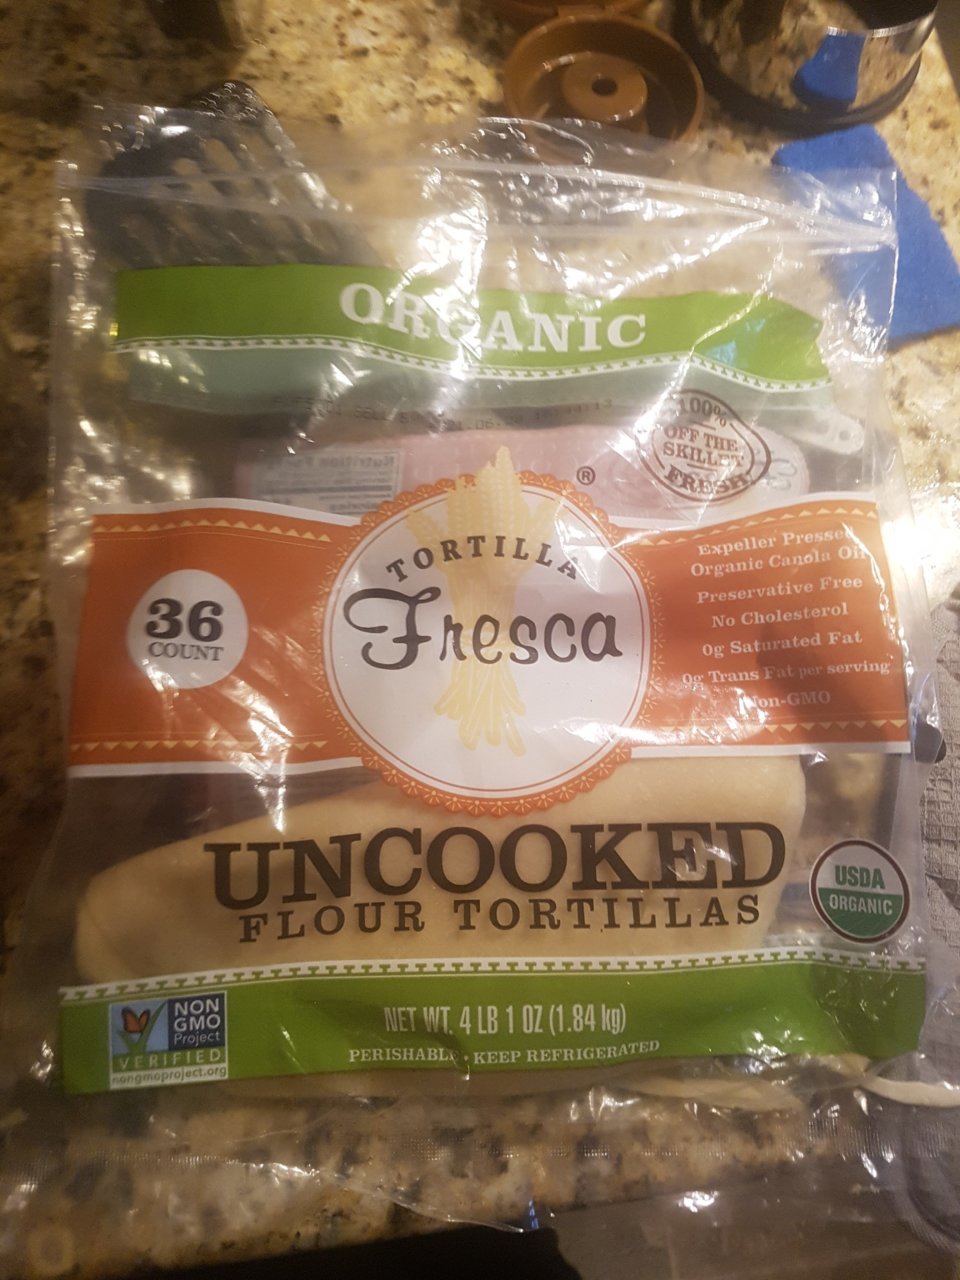 ORGANIC
100%
OFF THE
SKILLET
FRESH
®
TORTILLA
Fresca
36
COUNT
Expeller Pressed
Organic Canola Oil
Preservative Free
No Cholesterol
0g Saturated Fat
0g Trans Fat per serving
Non-GMO
UNCOOKED
FLOUR TORTILLAS
USDA
ORGANIC
NON
GMO
Project
VERIFIED
nongmoproject.org
NET WT. 4 LB 1 OZ (1.84 kg)
PERISHABLE • KEEP REFRIGERATED